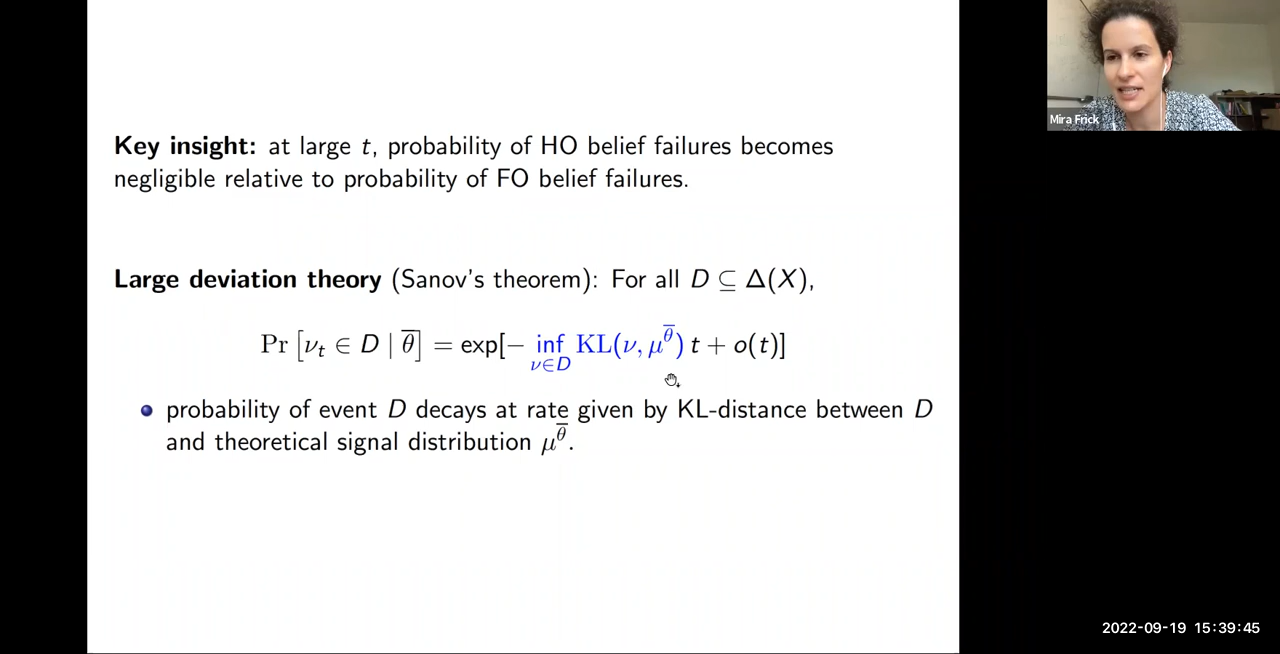 Key insight: at large t, probability of HO belief failures becomes
negligible relative to probability of FO belief failures.
Large deviation theory (Sanov's theorem): For all D ⊆ Δ(X),
Pr [ν_t ∈ D | θ̅] = exp[− inf_{ν∈D} KL(ν, μ^θ̅) t + o(t)]
probability of event D decays at rate given by KL-distance between D
and theoretical signal distribution μ^θ̅.
Mira Frick
2022-09-19 15:39:45